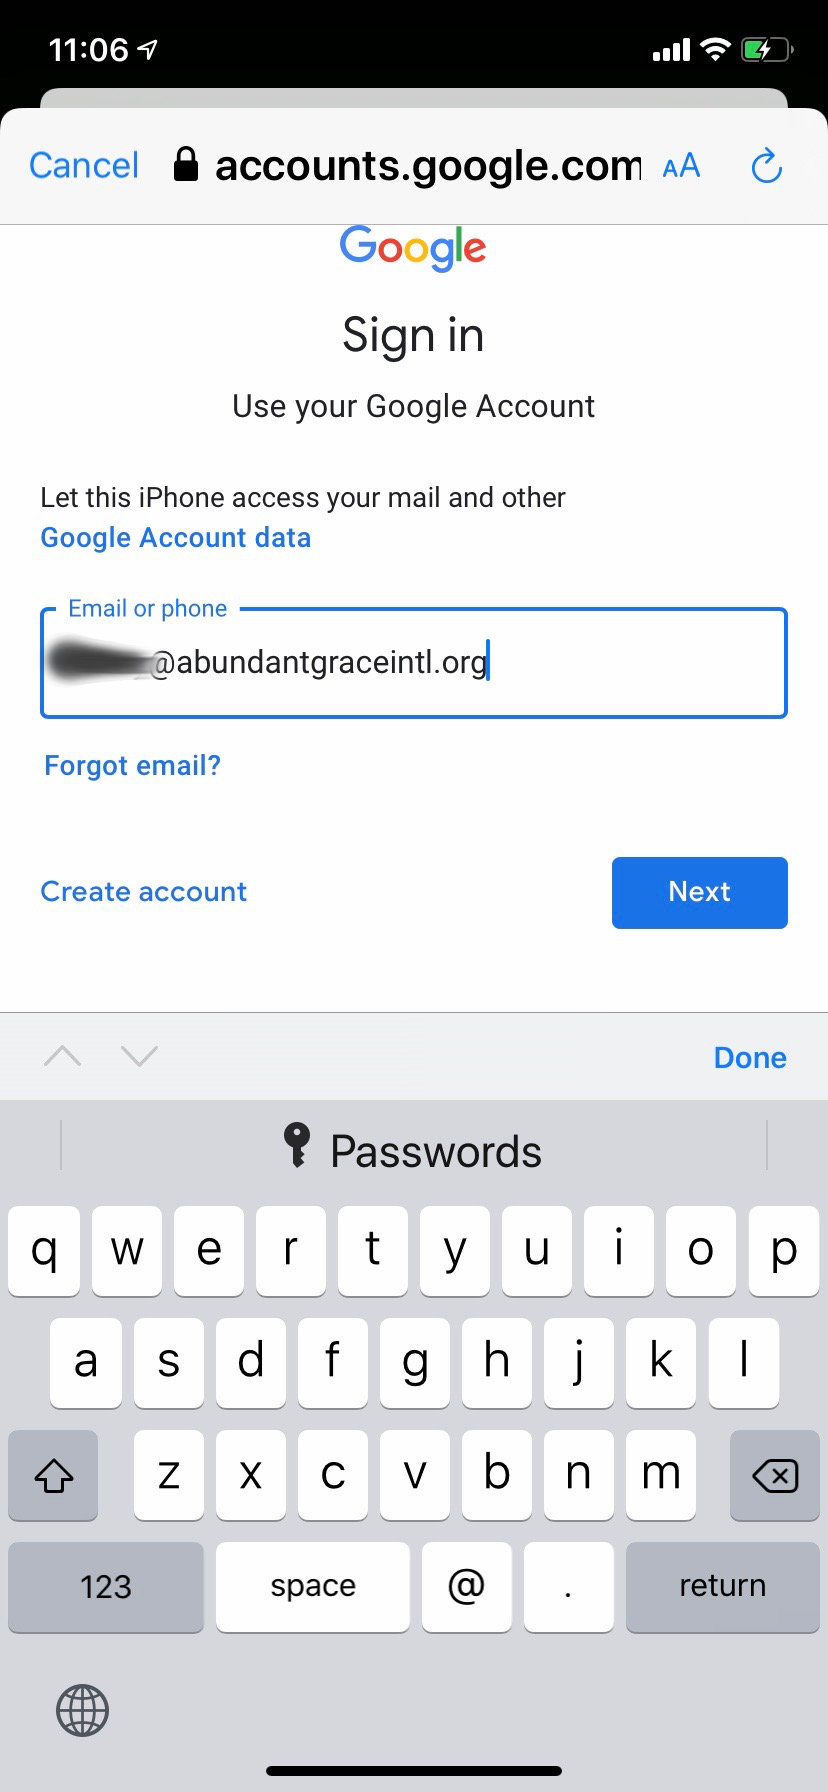 11:06
Cancel accounts.google.com AA
Google
Sign in
Use your Google Account
Let this iPhone access your mail and other
Google Account data
Email or phone
@abundantgraceintl.org
Forgot email?
Create account Next
Done
Passwords
q w e r t y u i o p
a s d f g h j k l
z x c v b n m
123 space @ . return